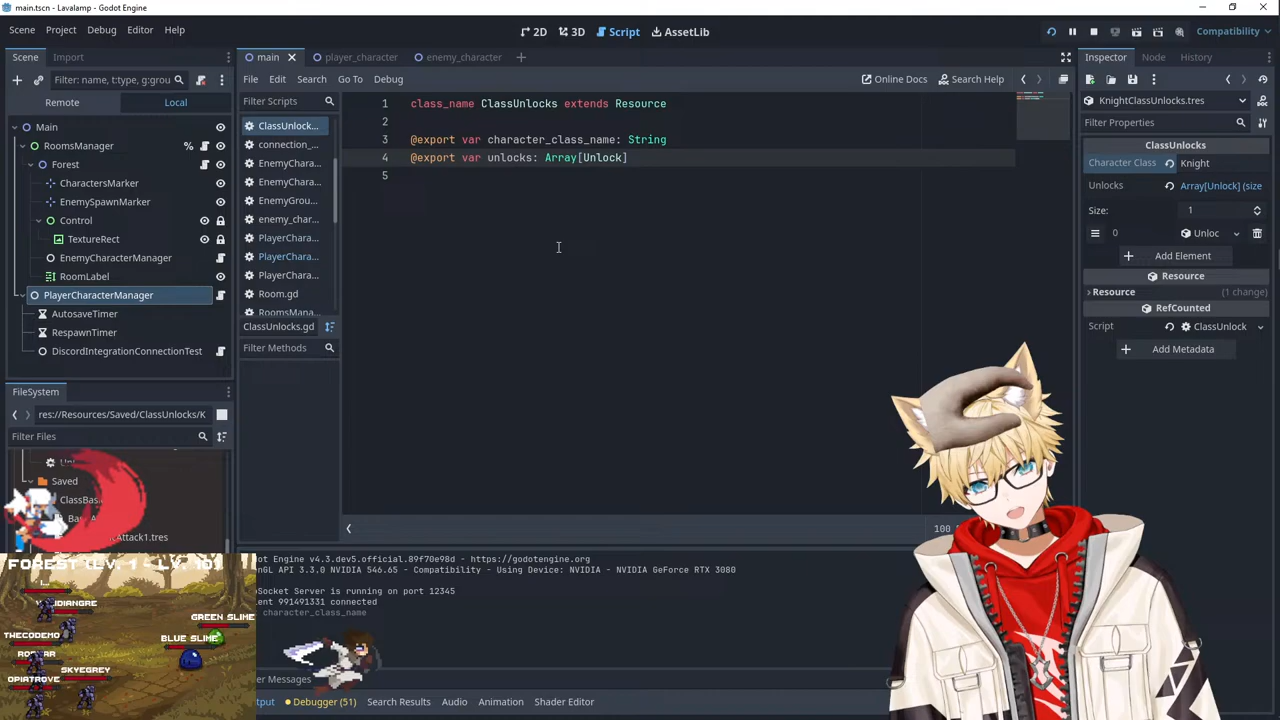 main.tscn - Lavalamp - Godot Engine
Scene Project Debug Editor Help
2D 3D Script AssetLib
Compatibility
Scene Import
Filter: name, t:type, g:grou
Remote Local
Main
RoomsManager
Forest
CharactersMarker
EnemySpawnMarker
Control
TextureRect
EnemyCharacterManager
RoomLabel
PlayerCharacterManager
AutosaveTimer
RespawnTimer
DiscordIntegrationConnectionTest
FileSystem
res://Resources/Saved/ClassUnlocks/K
Filter Files
Saved
ClassBas
Attack1.tres
FOREST (LV. 1 - LV. 10)
GREEN SLIME
THECODEMO
BLUE SLIME
SKYEGREY
OPIATROVE
main player_character enemy_character
File Edit Search Go To Debug
Online Docs Search Help
Filter Scripts
ClassUnlock...
connection_...
EnemyChara...
EnemyChara...
EnemyGrou...
enemy_char...
PlayerChara...
PlayerChara...
PlayerChara...
Room.gd
RoomsMana...
ClassUnlocks.gd
Filter Methods
1 class_name ClassUnlocks extends Resource
2
3 @export var character_class_name: String
4 @export var unlocks: Array[Unlock]
5
100
ot Engine v4.3.dev5.official.89f70e98d - https://godotengine.org
nGL API 3.3.0 NVIDIA 546.65 - Compatibility - Using Device: NVIDIA - NVIDIA GeForce RTX 3080
bSocket Server is running on port 12345
ent 991491331 connected
character_class_name
er Messages
tput Debugger (51) Search Results Audio Animation Shader Editor
Inspector Node History
KnightClassUnlocks.tres
Filter Properties
ClassUnlocks
Character Class Knight
Unlocks Array[Unlock] (size
Size: 1
0 Unloc
Add Element
Resource
Resource (1 change)
RefCounted
Script ClassUnlock
Add Metadata